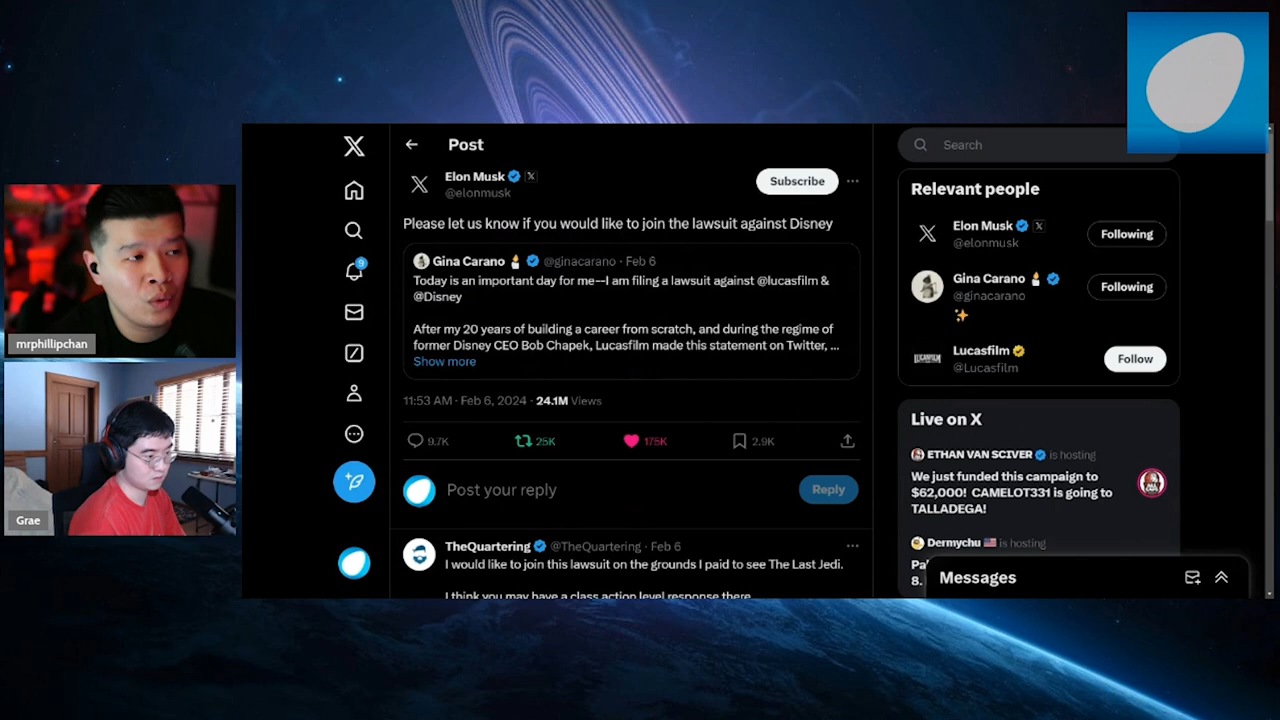 Post
Elon Musk
@elonmusk
Subscribe
Please let us know if you would like to join the lawsuit against Disney
Gina Carano @ginacarano · Feb 6
Today is an important day for me--I am filing a lawsuit against @lucasfilm &
@Disney
After my 20 years of building a career from scratch, and during the regime of
former Disney CEO Bob Chapek, Lucasfilm made this statement on Twitter, ...
Show more
11:53 AM · Feb 6, 2024 · 24.1M Views
9.7K 25K 175K 2.9K
Post your reply
Reply
TheQuartering @TheQuartering · Feb 6
I would like to join this lawsuit on the grounds I paid to see The Last Jedi.
I think you may have a class action level response there
9
Search
Relevant people
Elon Musk
@elonmusk
Following
Gina Carano
@ginacarano
Following
LUCASFILM
Lucasfilm
@Lucasfilm
Follow
Live on X
ETHAN VAN SCIVER is hosting
We just funded this campaign to
$62,000! CAMELOT331 is going to
TALLADEGA!
Dermychu is hosting
8.
Messages
mrphillipchan
Grae